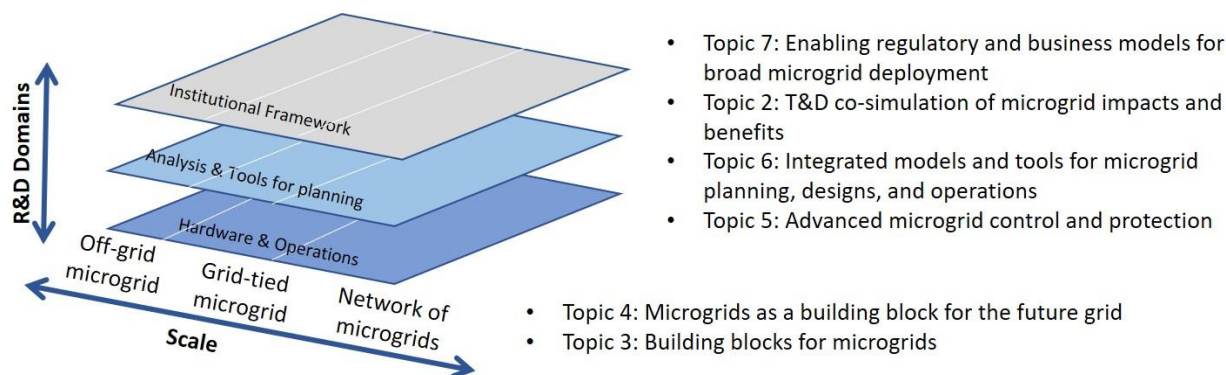 R&D Domains
Institutional Framework
Analysis & Tools for planning
Hardware & Operations
Off-grid
microgrid
Grid-tied
microgrid
Network of
microgrids
Scale
• Topic 7: Enabling regulatory and business models for
broad microgrid deployment
• Topic 2: T&D co-simulation of microgrid impacts and
benefits
• Topic 6: Integrated models and tools for microgrid
planning, designs, and operations
• Topic 5: Advanced microgrid control and protection
• Topic 4: Microgrids as a building block for the future grid
• Topic 3: Building blocks for microgrids